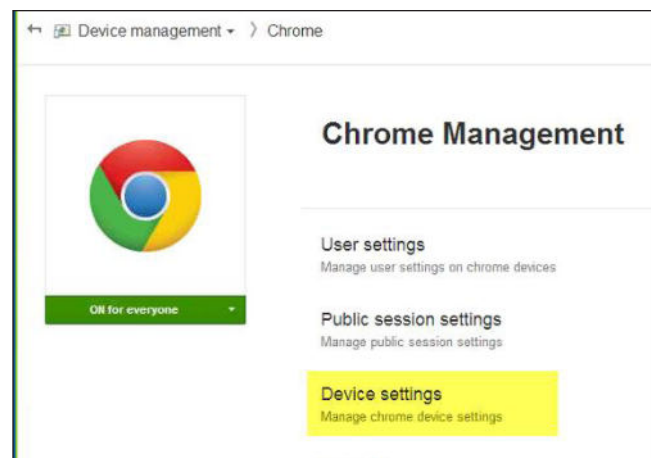 Device management
Chrome
Chrome Management
User settings
Manage user settings on chrome devices
ON for everyone
Public session settings
Manage public session settings
Device settings
Manage chrome device settings